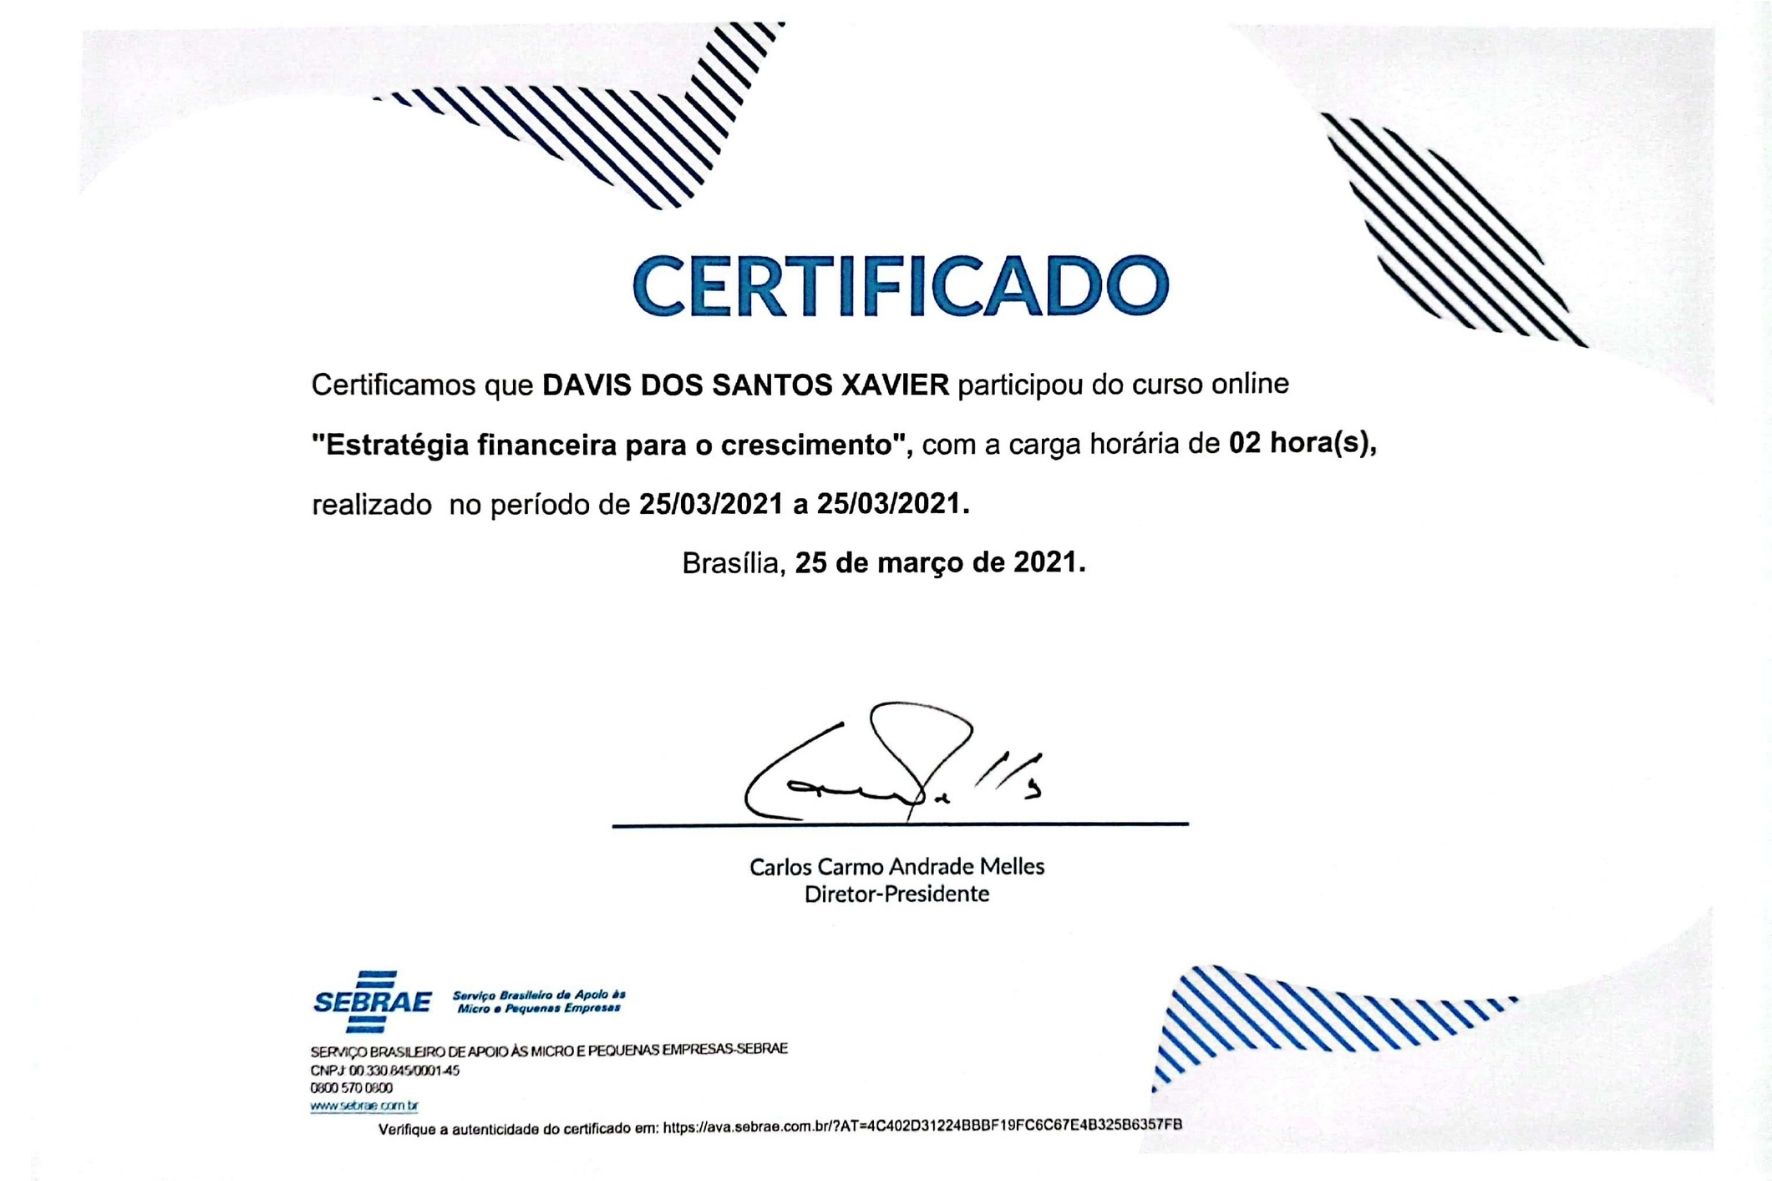 CERTIFICADO
Certificamos que DAVIS DOS SANTOS XAVIER participou do curso online
"Estratégia financeira para o crescimento", com a carga horária de 02 hora(s),
realizado no período de 25/03/2021 a 25/03/2021.
Brasília, 25 de março de 2021.
Carlos Carmo Andrade Melles
Diretor-Presidente
SEBRAE
Serviço Brasileiro de Apoio às
Micro e Pequenas Empresas
SERVIÇO BRASILEIRO DE APOIO ÀS MICRO E PEQUENAS EMPRESAS-SEBRAE
CNPJ: 00.330.845/0001-45
0800 570 0800
www.sebrae.com.br
Verifique a autenticidade do certificado em: https://ava.sebrae.com.br/?AT=4C402D31224BBBF19FC6C67E4B325B6357FB